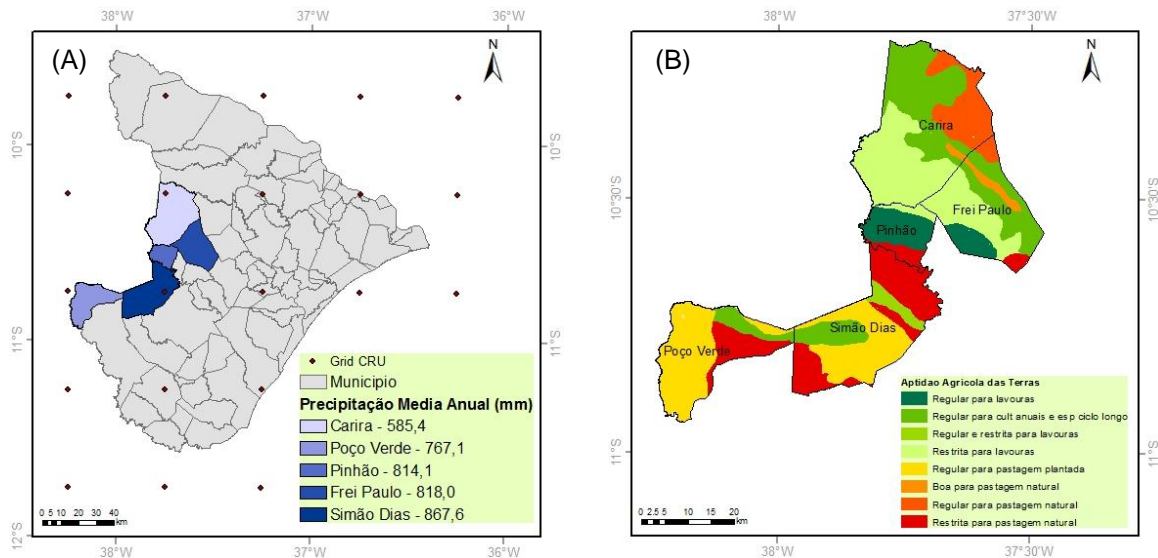 38°W
37°W
(A)
N
10°S
10°S
11°S
11°S
Grid CRU
Municipio
Precipitação Media Anual (mm)
Carira - 585,4
Poço Verde - 767,1
Pinhão - 814,1
Frei Paulo - 818,0
Simão Dias - 867,6
12°S
0 5 10 20 30 40
km
38°W
37°W
38°W
37°30'W
(B)
N
Carira
10°30'S
10°30'S
Frei Paulo
Pinhão
Simão Dias
Poço Verde
Aptidao Agricola das Terras
Regular para lavouras
Regular para cult anuais e esp ciclo longo
Regular e restrita para lavouras
Restrita para lavouras
Regular para pastagem plantada
Boa para pastagem natural
Regular para pastagem natural
Restrita para pastagem natural
11°S
11°S
0 2,5 5 10 15 20
km
38°W
37°30'W